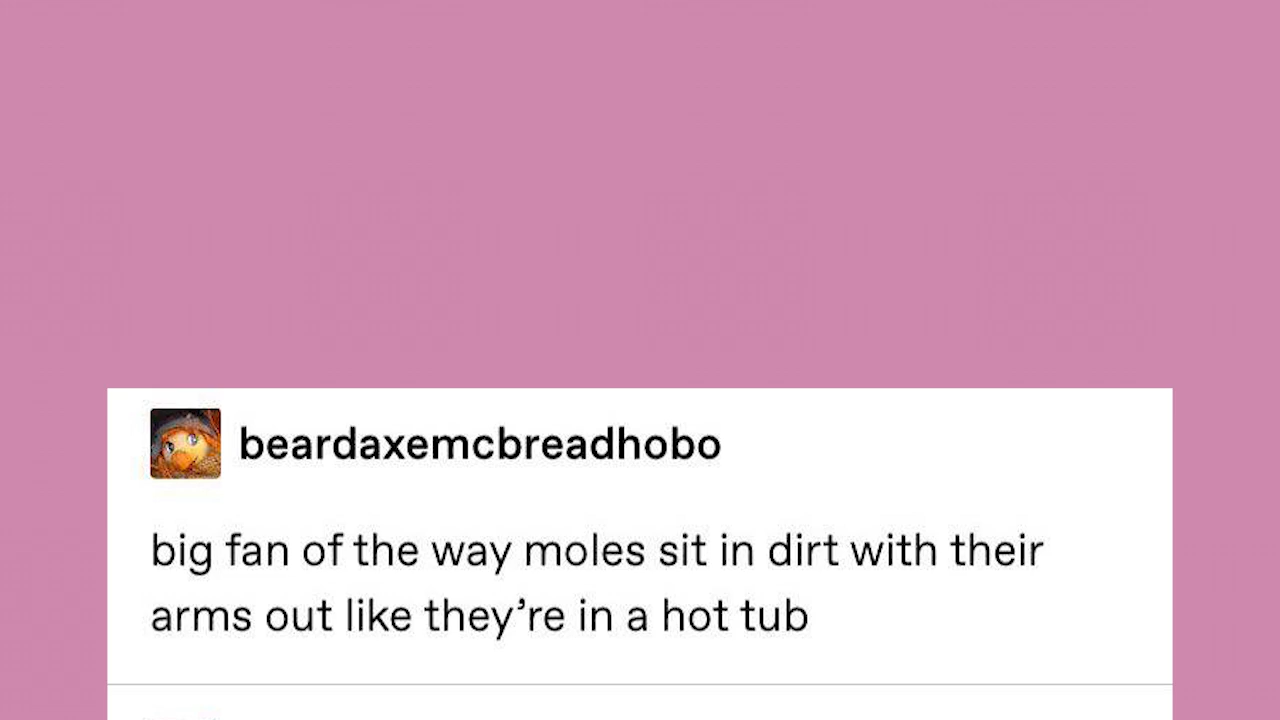 beardaxemcbreadhobo
big fan of the way moles sit in dirt with their
arms out like they’re in a hot tub